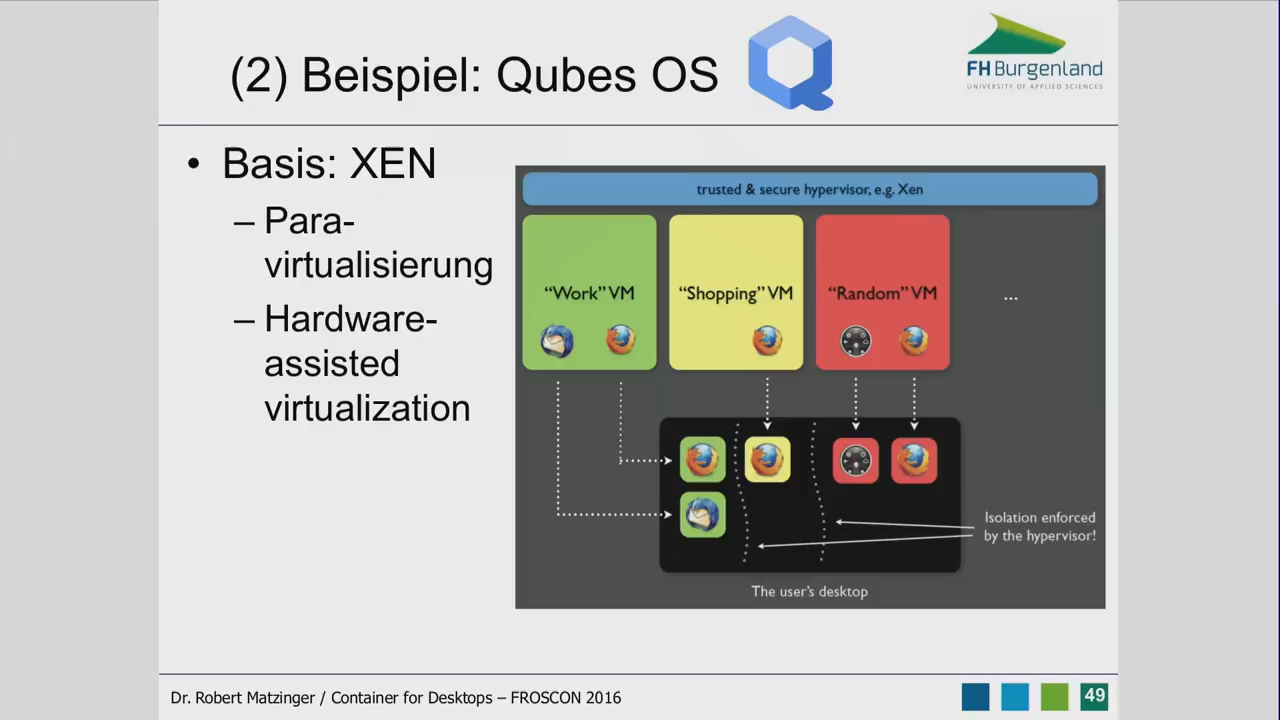 (2) Beispiel: Qubes OS
FH Burgenland
UNIVERSITY OF APPLIED SCIENCES
• Basis: XEN
– Para-
virtualisierung
– Hardware-
assisted
virtualization
trusted & secure hypervisor, e.g. Xen
“Work” VM
“Shopping” VM
“Random” VM
...
Isolation enforced
by the hypervisor!
The user’s desktop
Dr. Robert Matzinger / Container for Desktops – FROSCON 2016
49